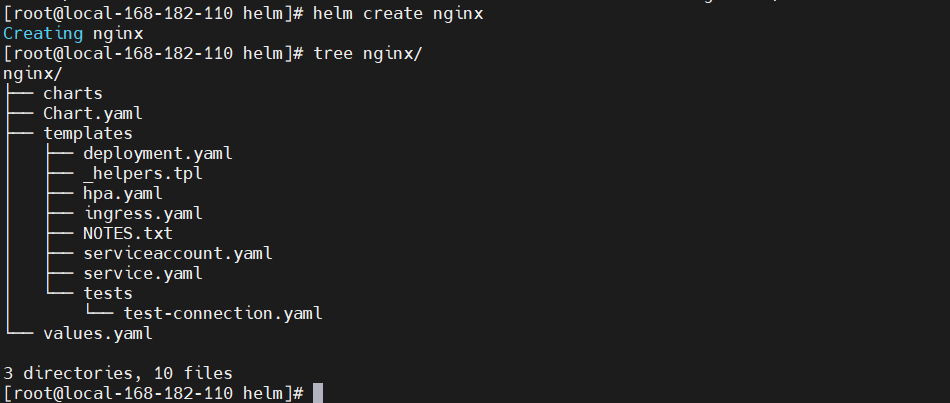 [root@local-168-182-110 helm]# helm create nginx
Creating nginx
[root@local-168-182-110 helm]# tree nginx/
nginx/
├── charts
├── Chart.yaml
├── templates
│   ├── deployment.yaml
│   ├── _helpers.tpl
│   ├── hpa.yaml
│   ├── ingress.yaml
│   ├── NOTES.txt
│   ├── serviceaccount.yaml
│   ├── service.yaml
│   └── tests
│       └── test-connection.yaml
└── values.yaml

3 directories, 10 files
[root@local-168-182-110 helm]#